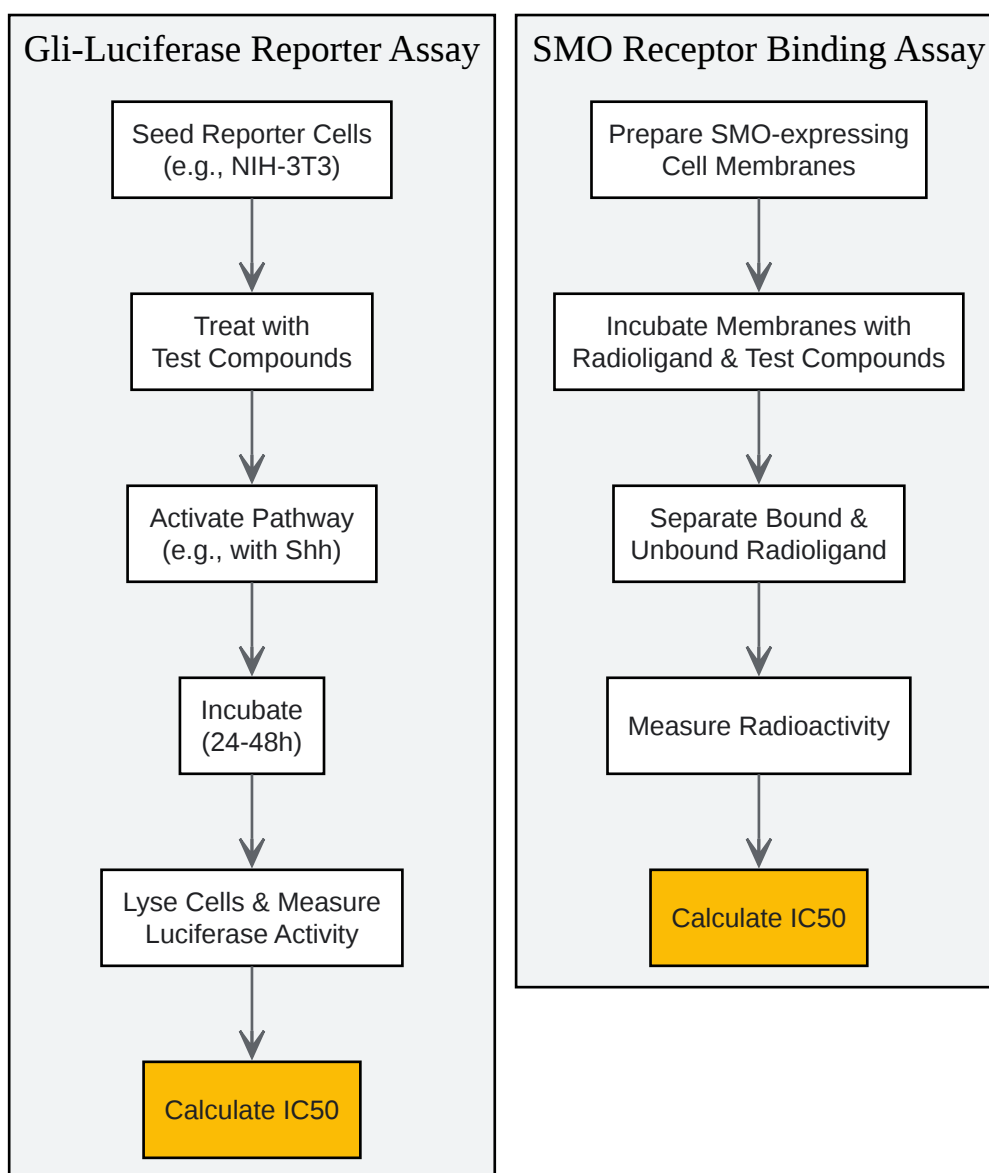 Gli-Luciferase Reporter Assay
Seed Reporter Cells
(e.g., NIH-3T3)
Treat with
Test Compounds
Activate Pathway
(e.g., with Shh)
Incubate
(24-48h)
Lyse Cells & Measure
Luciferase Activity
Calculate IC50
SMO Receptor Binding Assay
Prepare SMO-expressing
Cell Membranes
Incubate Membranes with
Radioligand & Test Compounds
Separate Bound &
Unbound Radioligand
Measure Radioactivity
Calculate IC50